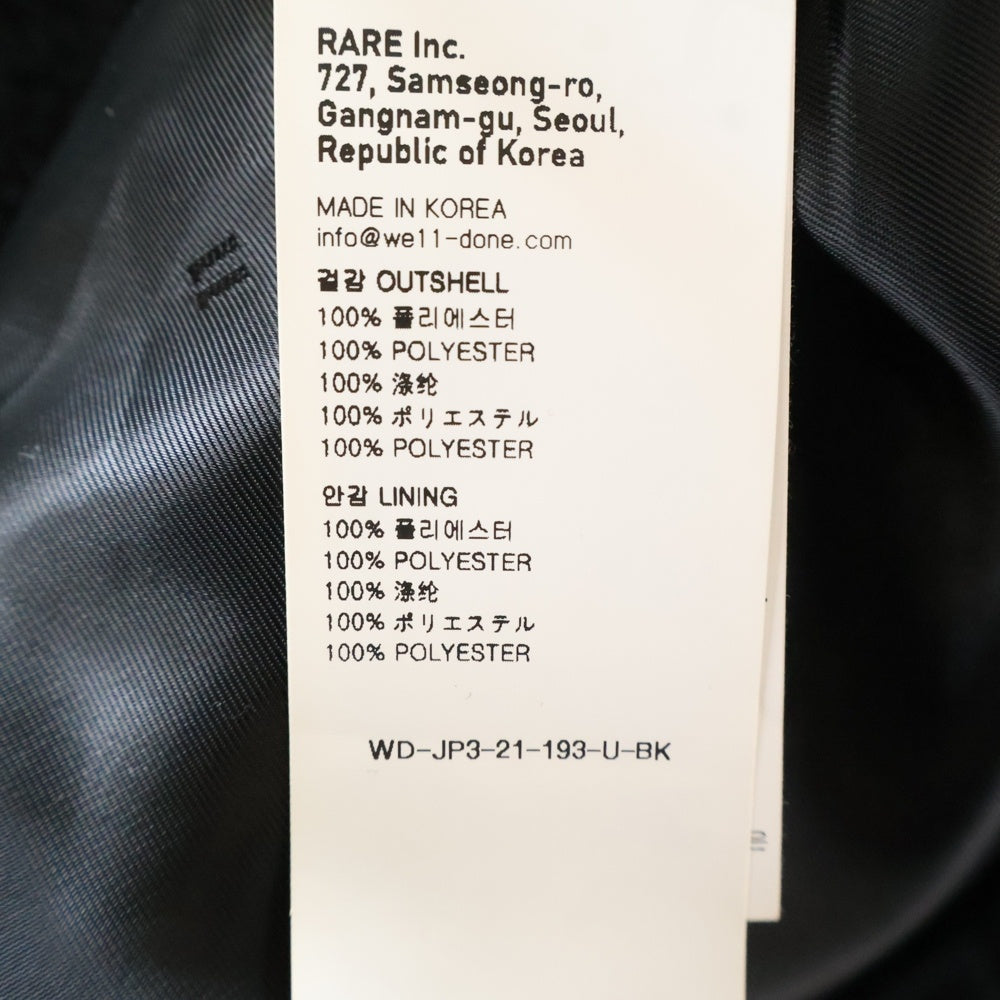 RARE Inc.
727, Samseong-ro,
Gangnam-gu, Seoul,
Republic of Korea
MADE IN KOREA
info@we11-done.com
겉감 OUTSHELL
100% 폴리에스터
100% POLYESTER
100% 涤纶
100% ポリエステル
100% POLYESTER
안감 LINING
100% 폴리에스터
100% POLYESTER
100% 涤纶
100% ポリエステル
100% POLYESTER
WD-JP3-21-193-U-BK